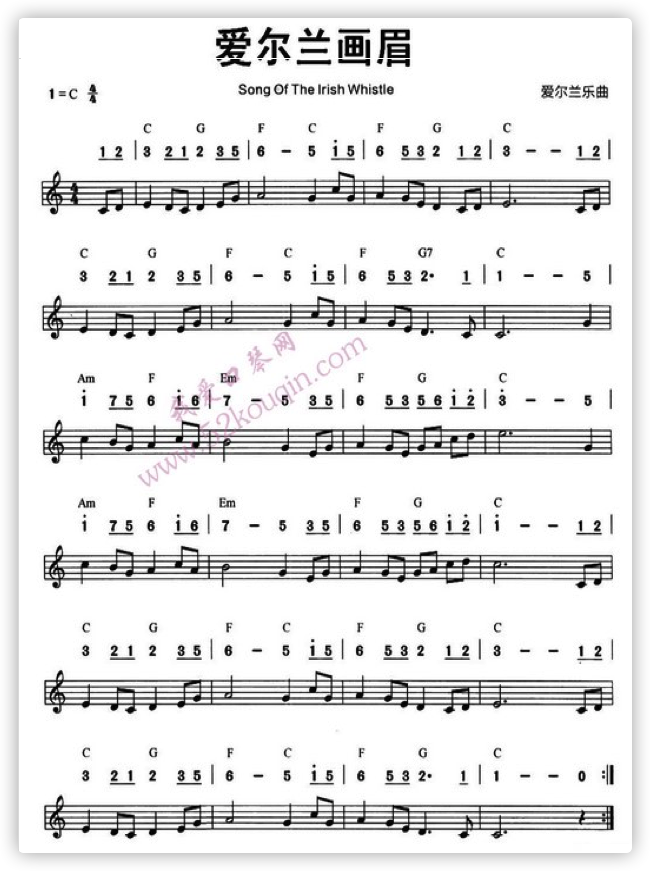 爱尔兰画眉
1=C 4/4
Song Of The Irish Whistle
爱尔兰乐曲
C G F C F G C
1 2 | 3 2 1 2 3 5 | 6 – 5 i 5 | 6 5 3 2 1 2 | 3 – – 1 2 |
C G F C F G7 C
3 2 1 2 2 3 5 | 6 – 5 i 5 | 6 5 3 2· 1 | 1 – – 5 |
Am F Em F G C
i 7 5 6 i 6 | 7 – 5 3 5 | 6 5 3 5 6 i 2̇ | 3̇ – – 5 |
Am F Em F G C
i 7 5 6 i 6 | 7 – 5 3 5 | 6 5 3 5 6 i 2̇ | i – – 1 2 |
C G F C F G C
3 2 1 2 2 3 5 | 6 – 5 i 5 | 6 5 3 2 1 2 | 3 – – 1 2 |
C G F C F G C
3 2 1 2 2 3 5 | 6 – 5 i 5 | 6 5 3 2· 1 | 1 – – 0 :||
我爱口琴网
www.52kouqin.com